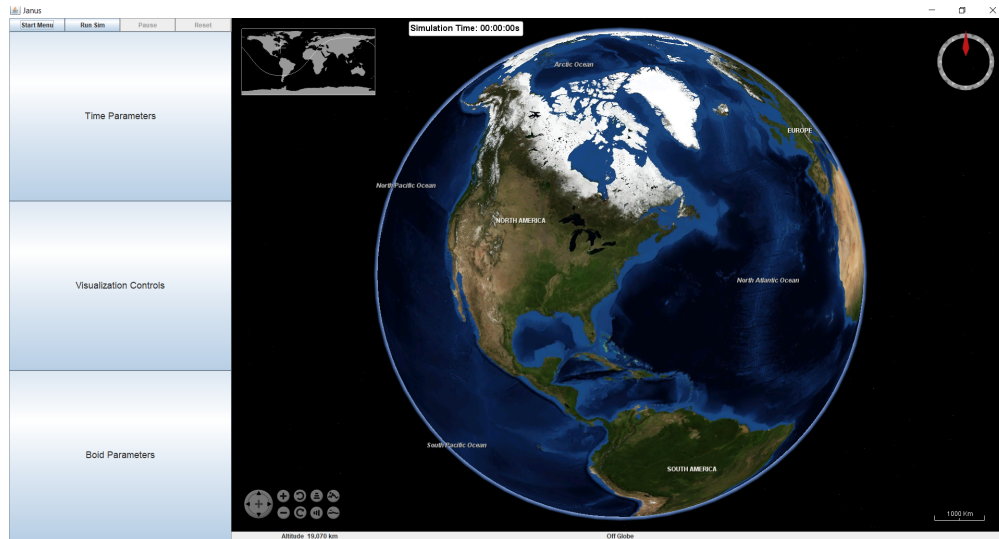 Janus
Start Menu Run Sim Pause Reset
Simulation Time: 00:00:00s
Time Parameters
Visualization Controls
Boid Parameters
Arctic Ocean
EUROPE
North Pacific Ocean
NORTH AMERICA
North Atlantic Ocean
South Pacific Ocean
SOUTH AMERICA
1000 Km
Altitude 19,070 km Off Globe